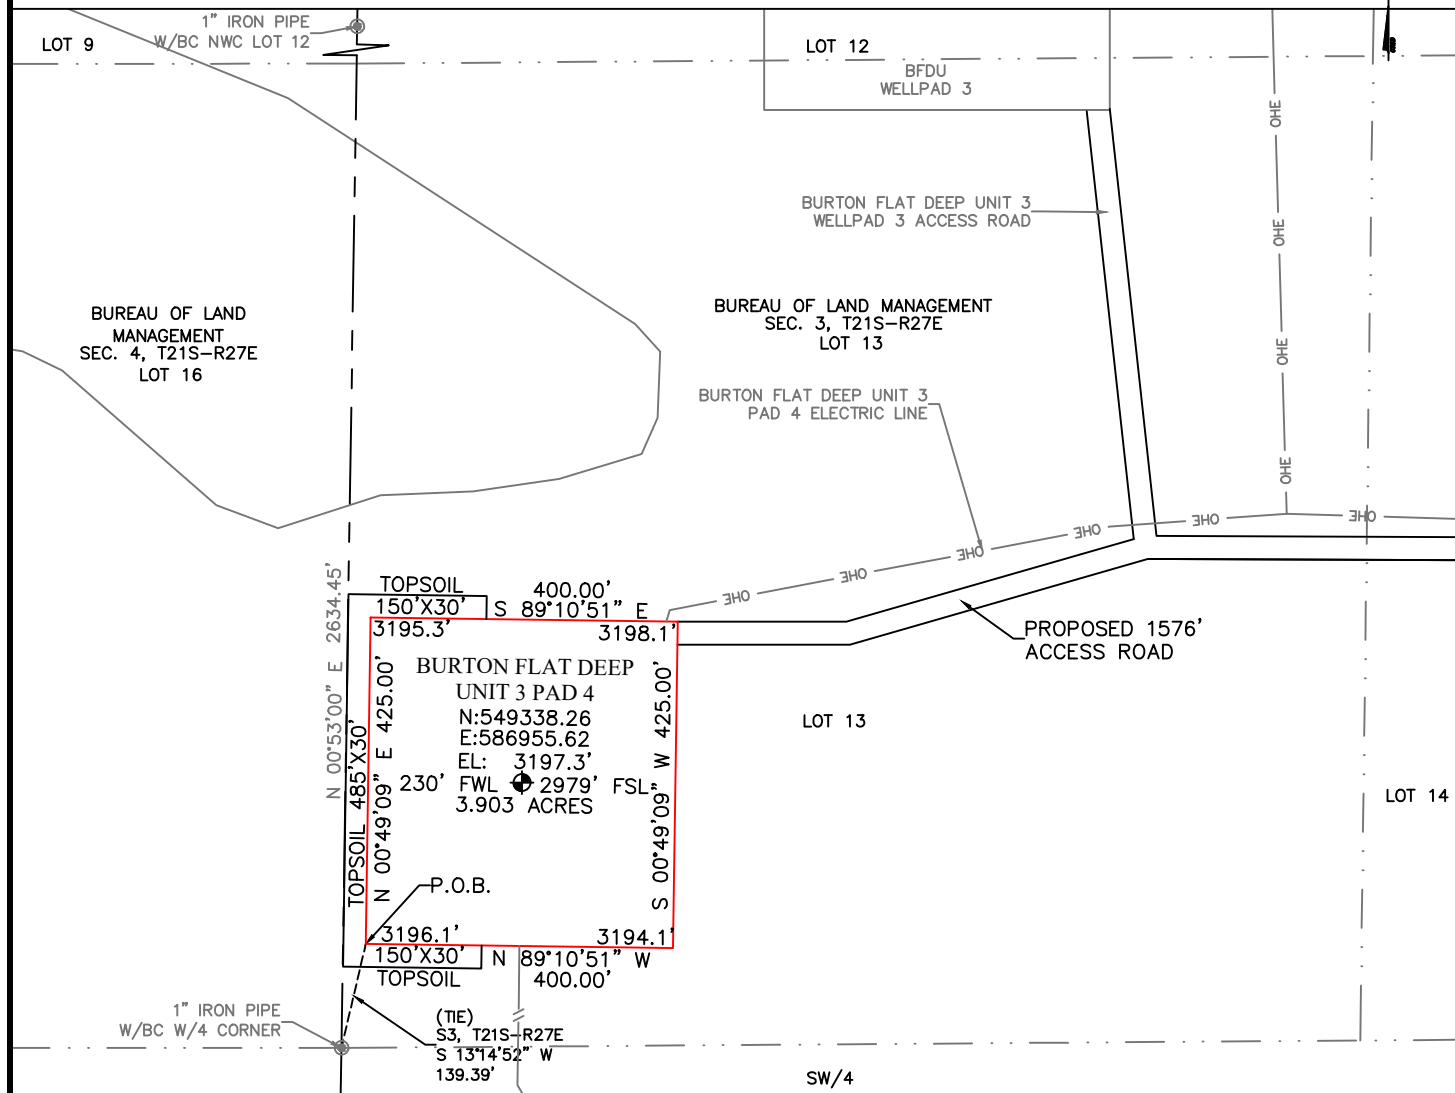 1" IRON PIPE
W/BC NWC LOT 12
LOT 9
LOT 12
BFDU
WELLPAD 3
OHE
OHE
OHE
OHE
BURTON FLAT DEEP UNIT 3
WELLPAD 3 ACCESS ROAD
BUREAU OF LAND
MANAGEMENT
SEC. 4, T21S-R27E
LOT 16
BUREAU OF LAND MANAGEMENT
SEC. 3, T21S-R27E
LOT 13
BURTON FLAT DEEP UNIT 3
PAD 4 ELECTRIC LINE
OHE
OHE
OHE
OHE
OHE
OHE
N 00°53'00" E 2634.45'
TOPSOIL
150'X30'
400.00'
S 89°10'51" E
3195.3'
3198.1'
PROPOSED 1576'
ACCESS ROAD
BURTON FLAT DEEP
UNIT 3 PAD 4
N:549338.26
E:586955.62
EL: 3197.3'
230' FWL 2979' FSL
3.903 ACRES
TOPSOIL 485'X30'
N 00°49'09" E 425.00'
S 00°49'09" W 425.00'
LOT 13
LOT 14
P.O.B.
3196.1'
3194.1'
150'X30'
TOPSOIL
N 89°10'51" W
400.00'
1" IRON PIPE
W/BC W/4 CORNER
(TIE)
S3, T21S-R27E
S 13°14'52" W
139.39'
SW/4